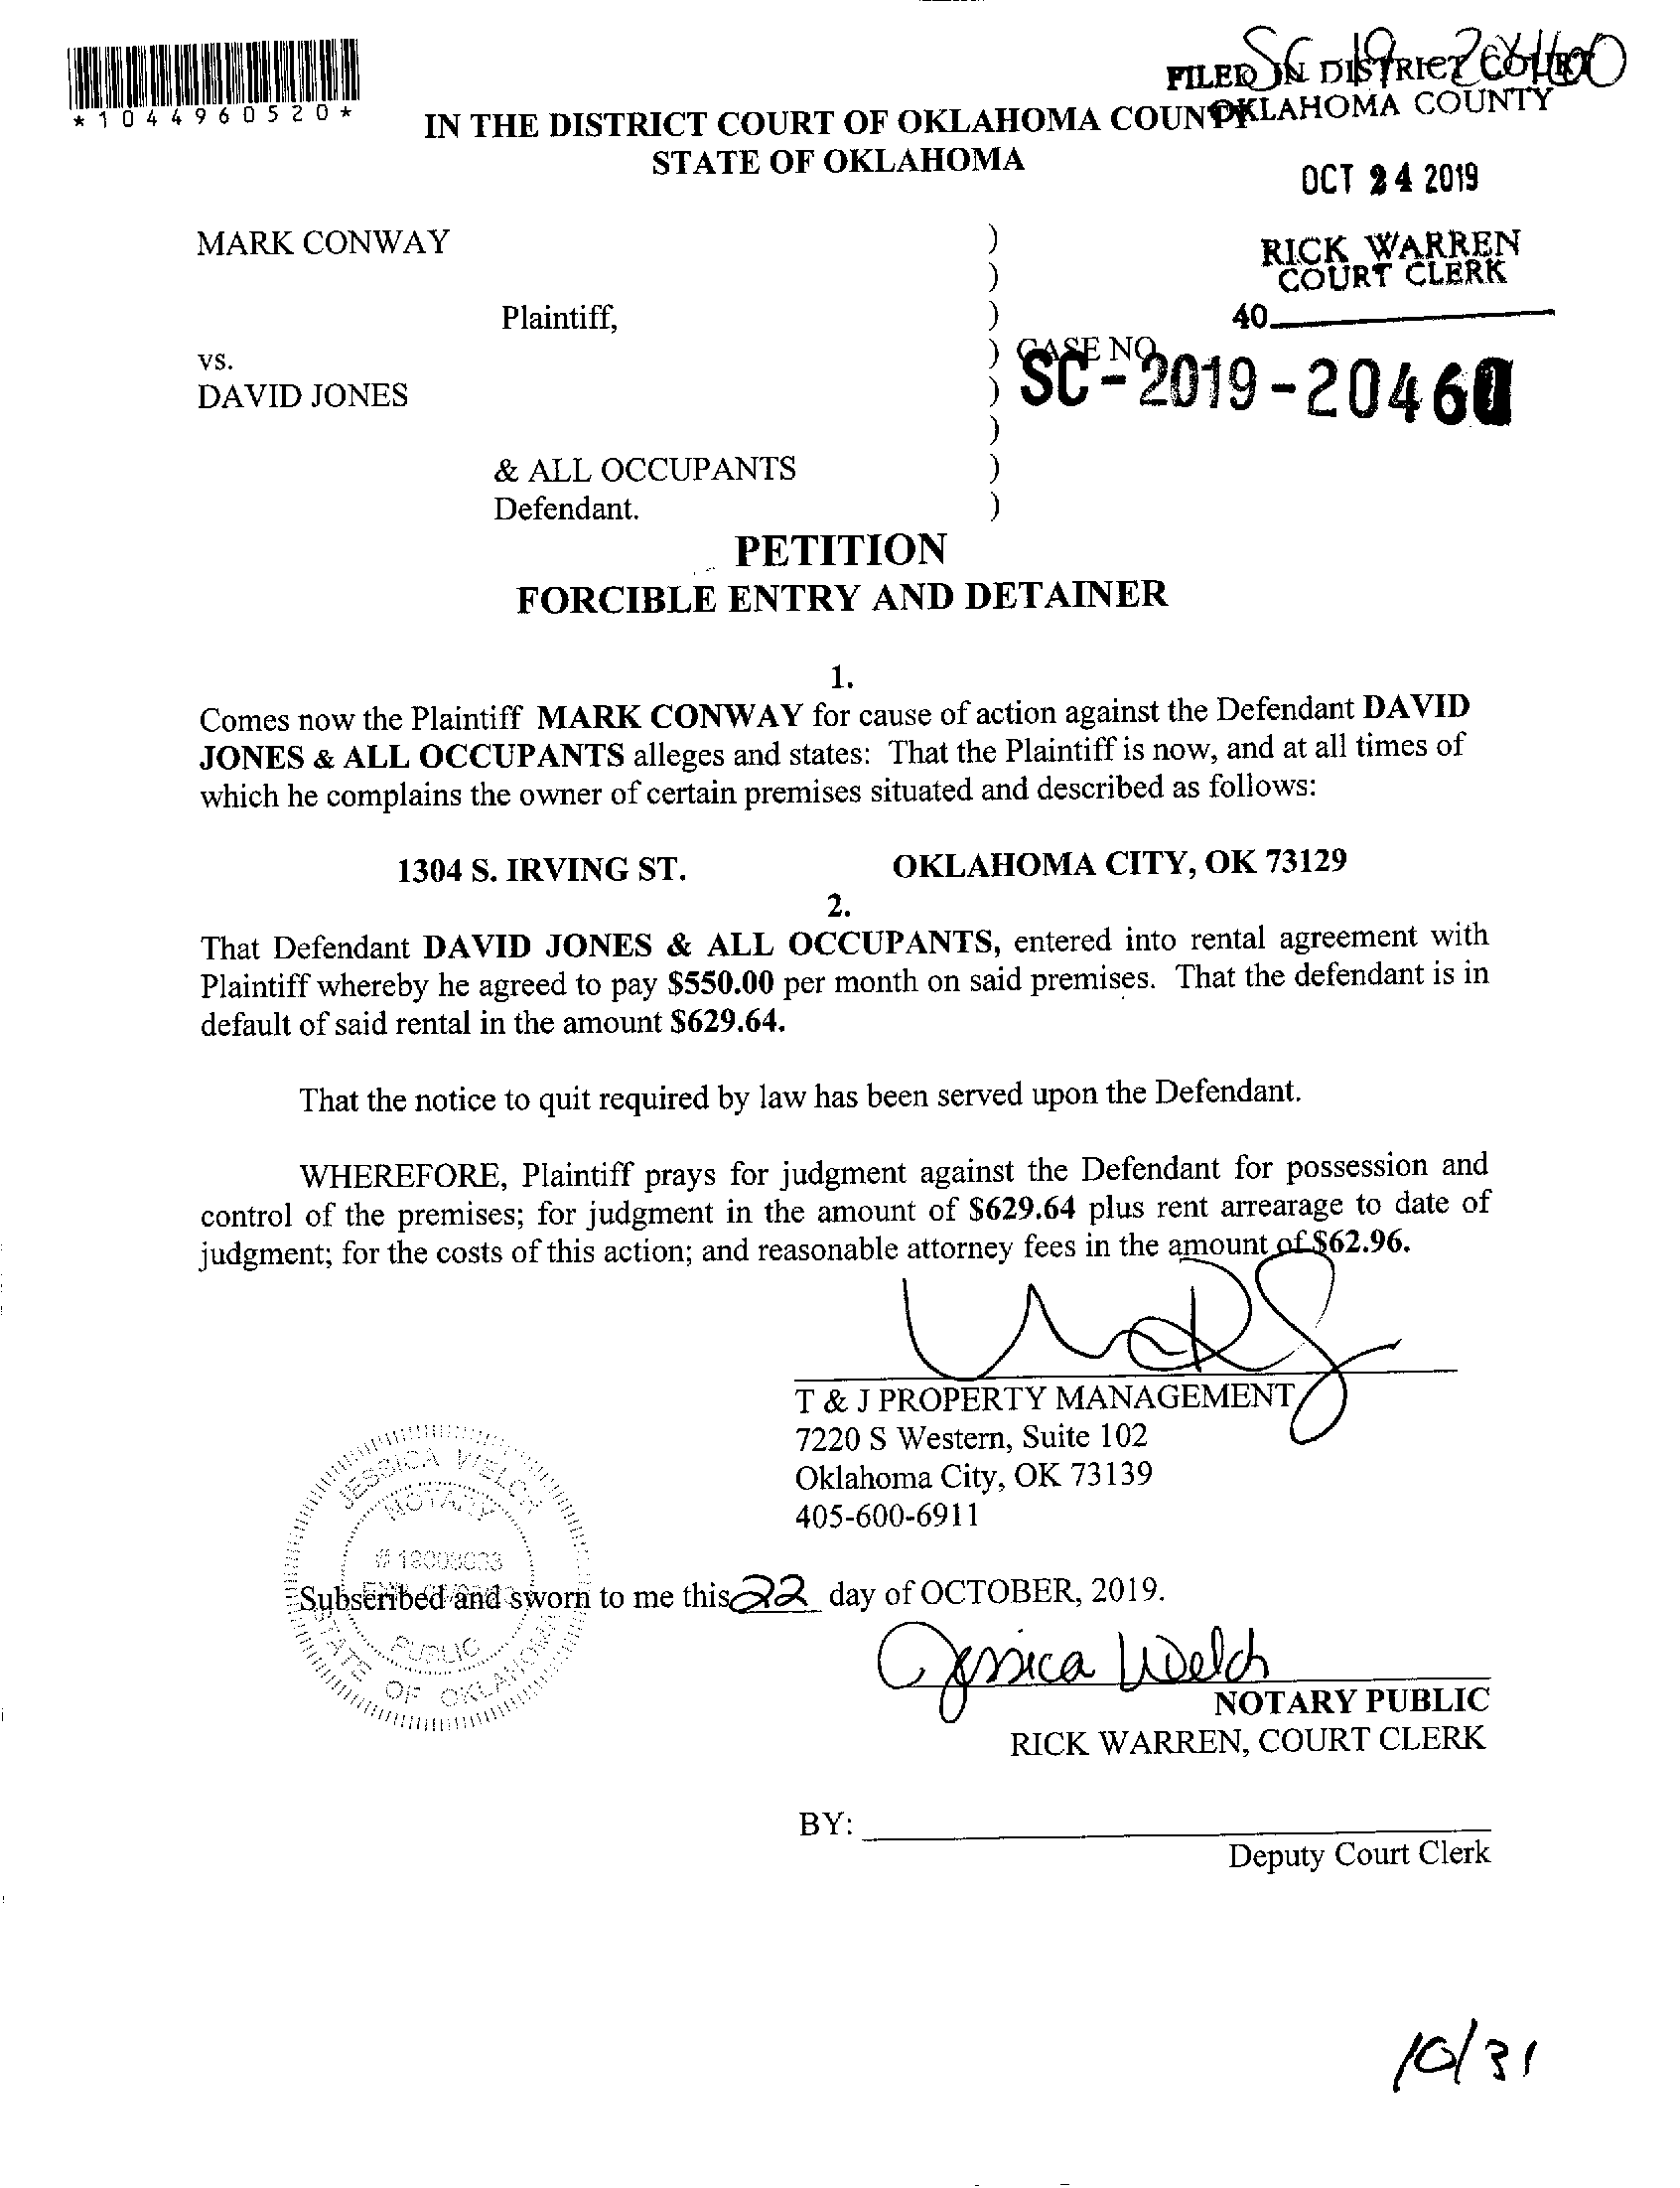 *1044960520*
SC 19 20460
FILED IN DISTRICT COURT
OKLAHOMA COUNTY
IN THE DISTRICT COURT OF OKLAHOMA COUNTY
STATE OF OKLAHOMA
OCT 24 2019
MARK CONWAY )
RICK WARREN
COURT CLERK
)
Plaintiff, )
40
vs. ) CASE NO.
DAVID JONES ) SC-2019-20460
)
& ALL OCCUPANTS )
Defendant. )
PETITION
FORCIBLE ENTRY AND DETAINER
1.
Comes now the Plaintiff MARK CONWAY for cause of action against the Defendant DAVID
JONES & ALL OCCUPANTS alleges and states: That the Plaintiff is now, and at all times of
which he complains the owner of certain premises situated and described as follows:
1304 S. IRVING ST. OKLAHOMA CITY, OK 73129
2.
That Defendant DAVID JONES & ALL OCCUPANTS, entered into rental agreement with
Plaintiff whereby he agreed to pay $550.00 per month on said premises. That the defendant is in
default of said rental in the amount $629.64.
That the notice to quit required by law has been served upon the Defendant.
WHEREFORE, Plaintiff prays for judgment against the Defendant for possession and
control of the premises; for judgment in the amount of $629.64 plus rent arrearage to date of
judgment; for the costs of this action; and reasonable attorney fees in the amount of $62.96.
T & J PROPERTY MANAGEMENT
7220 S Western, Suite 102
Oklahoma City, OK 73139
405-600-6911
JESSICA WELCH
NOTARY
PUBLIC
STATE OF OKLAHOMA
Subscribed and sworn to me this 22 day of OCTOBER, 2019.
Jessica Welch
NOTARY PUBLIC
RICK WARREN, COURT CLERK
BY:
Deputy Court Clerk
10/31